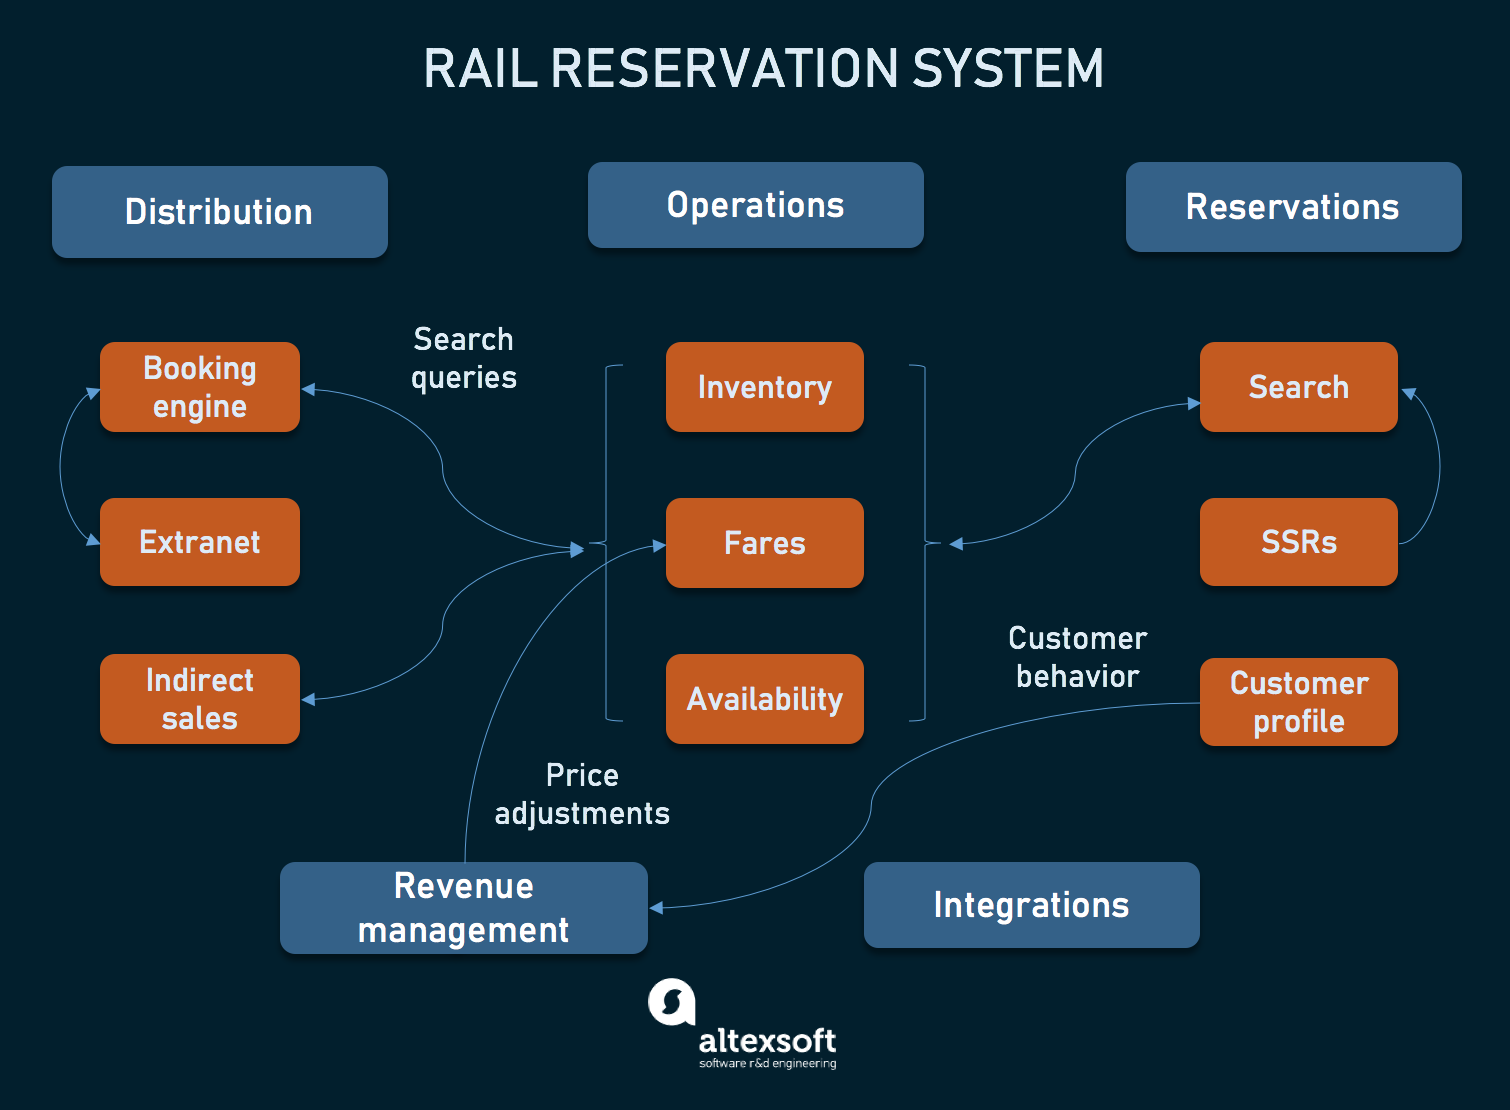 RAIL RESERVATION SYSTEM
Distribution
Operations
Reservations
Search
queries
Booking
engine
Inventory
Search
Extranet
Fares
SSRs
Customer
behavior
Indirect
sales
Availability
Customer
profile
Price
adjustments
Revenue
management
Integrations
altexsoft
software r&d engineering